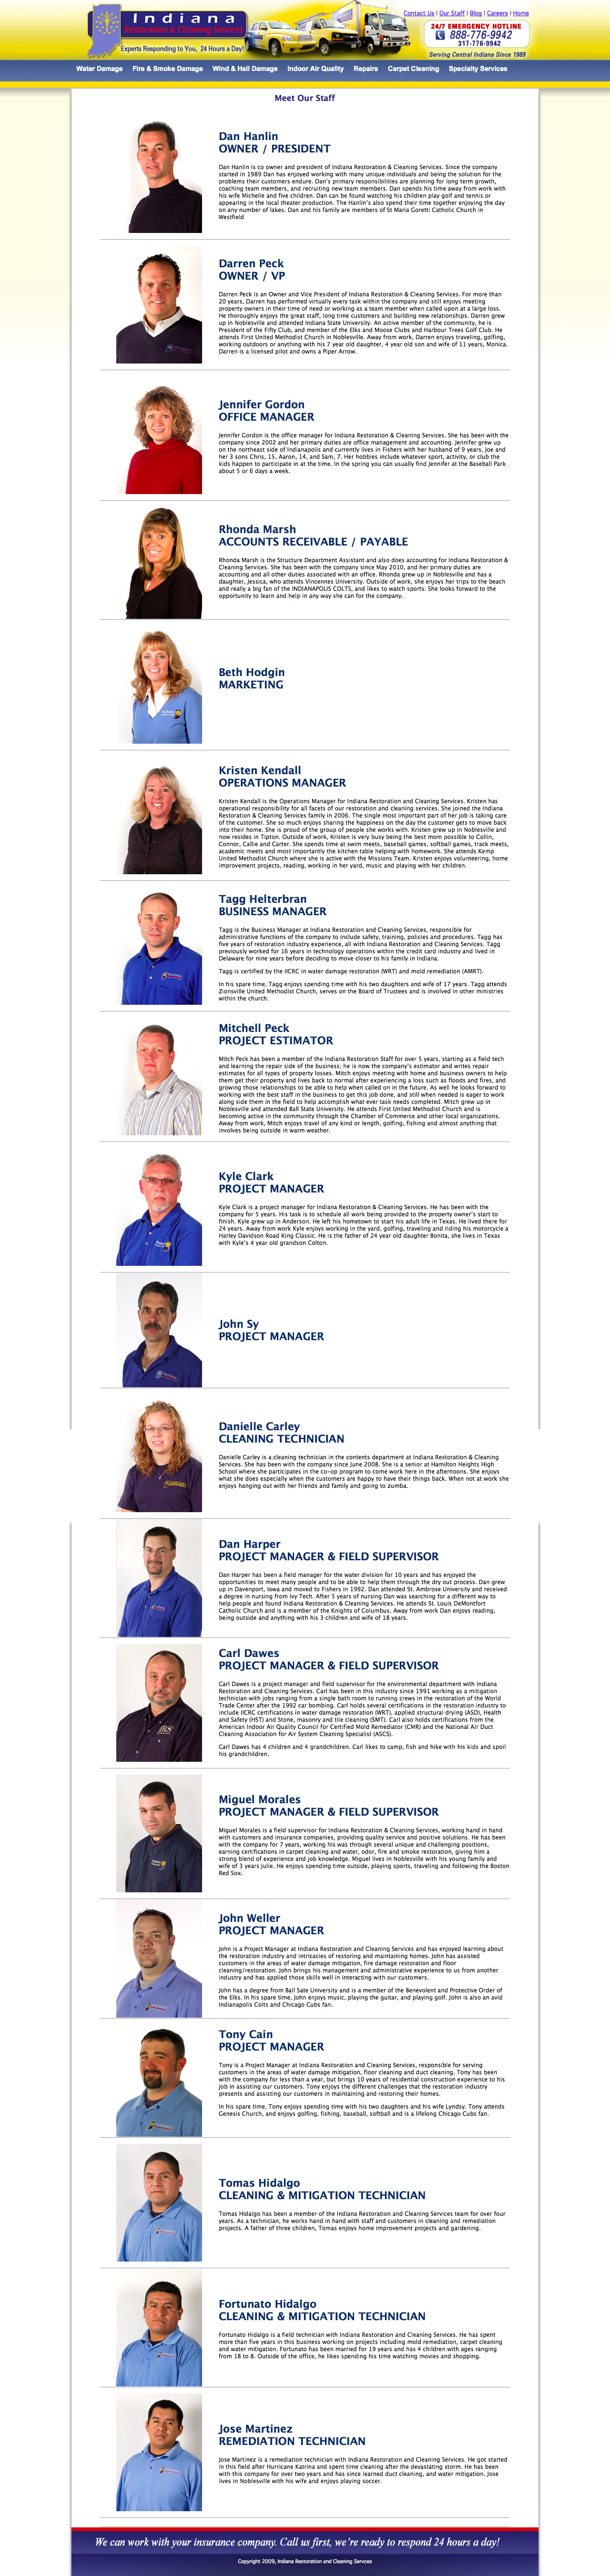 Indiana
Restoration & Cleaning Services
Experts Responding to You, 24 Hours a Day!
Contact Us | Our Staff | Blog | Careers | Home
24/7 EMERGENCY HOTLINE
888-776-9942
317-776-9942
Serving Central Indiana Since 1989
Water Damage Fire & Smoke Damage Wind & Hail Damage Indoor Air Quality Repairs Carpet Cleaning Specialty Services
Meet Our Staff
Dan Hanlin
OWNER / PRESIDENT
Dan Hanlin is co owner and president of Indiana Restoration & Cleaning Services. Since the company
started in 1989 Dan has enjoyed working with many unique individuals and being the solution for the
problems their customers endure. Dan's primary responsibilities are planning for long term growth,
coaching team members, and recruiting new team members. Dan spends his time away from work with
his wife Michelle and five children. Dan can be found watching his children play golf and tennis or
appearing in the local theater production. The Hanlin's also spend their time together enjoying the day
on any number of lakes. Dan and his family are members of St Maria Goretti Catholic Church in
Westfield
Darren Peck
OWNER / VP
Darren Peck is an Owner and Vice President of Indiana Restoration & Cleaning Services. For more than
20 years, Darren has performed virtually every task within the company and still enjoys meeting
property owners in their time of need or working as a team member when called upon at a large loss.
He thoroughly enjoys the great staff, long time customers and building new relationships. Darren grew
up in Noblesville and attended Indiana State University. An active member of the community, he is
President of the Fifty Club, and member of the Elks and Moose Clubs and Harbour Trees Golf Club. He
attends First United Methodist Church in Noblesville. Away from work, Darren enjoys traveling, golfing,
working outdoors or anything with his 7 year old daughter, 4 year old son and wife of 11 years, Monica.
Darren is a licensed pilot and owns a Piper Arrow.
Jennifer Gordon
OFFICE MANAGER
Jennifer Gordon is the office manager for Indiana Restoration & Cleaning Services. She has been with the
company since 2002 and her primary duties are office management and accounting. Jennifer grew up
on the northeast side of Indianapolis and currently lives in Fishers with her husband of 9 years, Joe and
her 3 sons Chris, 15, Aaron, 14, and Sam, 7. Her hobbies include whatever sport, activity, or club the
kids happen to participate in at the time. In the spring you can usually find Jennifer at the Baseball Park
about 5 or 6 days a week.
Rhonda Marsh
ACCOUNTS RECEIVABLE / PAYABLE
Rhonda Marsh is the Structure Department Assistant and also does accounting for Indiana Restoration &
Cleaning Services. She has been with the company since May 2010, and her primary duties are
accounting and all other duties associated with an office. Rhonda grew up in Noblesville and has a
daughter, Jessica, who attends Vincennes University. Outside of work, she enjoys her trips to the beach
and really a big fan of the INDIANAPOLIS COLTS, and likes to watch sports. She looks forward to the
opportunity to learn and help in any way she can for the company.
Beth Hodgin
MARKETING
Kristen Kendall
OPERATIONS MANAGER
Kristen Kendall is the Operations Manager for Indiana Restoration and Cleaning Services. Kristen has
operational responsibility for all facets of our restoration and cleaning services. She joined the Indiana
Restoration & Cleaning Services family in 2006. The single most important part of her job is taking care
of the customer. She so much enjoys sharing the happiness on the day the customer gets to move back
into their home. She is proud of the group of people she works with. Kristen grew up in Noblesville and
now resides in Tipton. Outside of work, Kristen is very busy being the best mom possible to Collin,
Connor, Callie and Carter. She spends time at swim meets, baseball games, softball games, track meets,
academic meets and most importantly the kitchen table helping with homework. She attends Kemp
United Methodist Church where she is active with the Missions Team. Kristen enjoys volunteering, home
improvement projects, reading, working in her yard, music and playing with her children.
Tagg Helterbran
BUSINESS MANAGER
Tagg is the Business Manager at Indiana Restoration and Cleaning Services, responsible for
administrative functions of the company to include safety, training, policies and procedures. Tagg has
five years of restoration industry experience, all with Indiana Restoration and Cleaning Services. Tagg
previously worked for 16 years in technology operations within the credit card industry and lived in
Delaware for nine years before deciding to move closer to his family in Indiana.
Tagg is certified by the IICRC in water damage restoration (WRT) and mold remediation (AMRT).
In his spare time, Tagg enjoys spending time with his two daughters and wife of 17 years. Tagg attends
Zionsville United Methodist Church, serves on the Board of Trustees and is involved in other ministries
within the church.
Mitchell Peck
PROJECT ESTIMATOR
Mitch Peck has been a member of the Indiana Restoration Staff for over 5 years, starting as a field tech
and learning the repair side of the business; he is now the company's estimator and writes repair
estimates for all types of property losses. Mitch enjoys meeting with home and business owners to help
them get their property and lives back to normal after experiencing a loss such as floods and fires, and
growing those relationships to be able to help when called on in the future. As well he looks forward to
working with the best staff in the business to get this job done, and still when needed is eager to work
along side them in the field to help accomplish what ever task needs completed. Mitch grew up in
Noblesville and attended Ball State University. He attends First United Methodist Church and is
becoming active in the community through the Chamber of Commerce and other local organizations.
Away from work, Mitch enjoys travel of any kind or length, golfing, fishing and almost anything that
involves being outside in warm weather.
Kyle Clark
PROJECT MANAGER
Kyle Clark is a project manager for Indiana Restoration & Cleaning Services. He has been with the
company for 5 years. His task is to schedule all work being provided to the property owner's start to
finish. Kyle grew up in Anderson. He left his hometown to start his adult life in Texas. He lived there for
24 years. Away from work Kyle enjoys working in the yard, golfing, traveling and riding his motorcycle a
Harley Davidson Road King Classic. He is the father of 24 year old daughter Bonita, she lives in Texas
with Kyle's 4 year old grandson Colton.
John Sy
PROJECT MANAGER
Danielle Carley
CLEANING TECHNICIAN
Danielle Carley is a cleaning technician in the contents department at Indiana Restoration & Cleaning
Services. She has been with the company since June 2008. She is a senior at Hamilton Heights High
School where she participates in the co-op program to come work here in the afternoons. She enjoys
what she does especially when the customers are happy to have their things back. When not at work she
enjoys hanging out with her friends and family and going to zumba.
Dan Harper
PROJECT MANAGER & FIELD SUPERVISOR
Dan Harper has been a field manager for the water division for 10 years and has enjoyed the
opportunities to meet many people and to be able to help them through the dry out process. Dan grew
up in Davenport, Iowa and moved to Fishers in 1992. Dan attended St. Ambrose University and received
a degree in nursing from Ivy Tech. After 5 years of nursing Dan was searching for a different way to
help people and found Indiana Restoration & Cleaning Services. He attends St. Louis DeMontfort
Catholic Church and is a member of the Knights of Columbus. Away from work Dan enjoys reading,
being outside and anything with his 3 children and wife of 18 years.
Carl Dawes
PROJECT MANAGER & FIELD SUPERVISOR
Carl Dawes is a project manager and field supervisor for the environmental department with Indiana
Restoration and Cleaning Services. Carl has been in this industry since 1991 working as a mitigation
technician with jobs ranging from a single bath room to running crews in the restoration of the World
Trade Center after the 1992 car bombing. Carl holds several certifications in the restoration industry to
include IICRC certifications in water damage restoration (WRT), applied structural drying (ASD), Health
and Safety (HST) and Stone, masonry and tile cleaning (SMT). Carl also holds certifications from the
American Indoor Air Quality Council for Certified Mold Remediator (CMR) and the National Air Duct
Cleaning Association for Air System Cleaning Specialist (ASCS).
Carl Dawes has 4 children and 4 grandchildren. Carl likes to camp, fish and hike with his kids and spoil
his grandchildren.
Miguel Morales
PROJECT MANAGER & FIELD SUPERVISOR
Miguel Morales is a field supervisor for Indiana Restoration & Cleaning Services, working hand in hand
with customers and insurance companies, providing quality service and positive solutions. He has been
with the company for 7 years, working his was through several unique and challenging positions,
earning certifications in carpet cleaning and water, odor, fire and smoke restoration, giving him a
strong blend of experience and job knowledge. Miguel lives in Noblesville with his young family and
wife of 3 years Julie. He enjoys spending time outside, playing sports, traveling and following the Boston
Red Sox.
John Weller
PROJECT MANAGER
John is a Project Manager at Indiana Restoration and Cleaning Services and has enjoyed learning about
the restoration industry and intricacies of restoring and maintaining homes. John has assisted
customers in the areas of water damage mitigation, fire damage restoration and floor
cleaning/restoration. John brings his management and administrative experience to us from another
industry and has applied those skills well in interacting with our customers.
John has a degree from Ball Sate University and is a member of the Benevolent and Protective Order of
the Elks. In his spare time, John enjoys music, playing the guitar, and playing golf. John is also an avid
Indianapolis Colts and Chicago Cubs fan.
Tony Cain
PROJECT MANAGER
Tony is a Project Manager at Indiana Restoration and Cleaning Services, responsible for serving
customers in the areas of water damage mitigation, floor cleaning and duct cleaning. Tony has been
with the company for less than a year, but brings 10 years of residential construction experience to his
job in assisting our customers. Tony enjoys the different challenges that the restoration industry
presents and assisting our customers in maintaining and restoring their homes.
In his spare time, Tony enjoys spending time with his two daughters and his wife Lyndsy. Tony attends
Genesis Church, and enjoys golfing, fishing, baseball, softball and is a lifelong Chicago Cubs fan.
Tomas Hidalgo
CLEANING & MITIGATION TECHNICIAN
Tomas Hidalgo has been a member of the Indiana Restoration and Cleaning Services team for over four
years. As a technician, he works hand in hand with staff and customers in cleaning and remediation
projects. A father of three children, Tomas enjoys home improvement projects and gardening.
Fortunato Hidalgo
CLEANING & MITIGATION TECHNICIAN
Fortunato Hidalgo is a field technician with Indiana Restoration and Cleaning Services. He has spent
more than five years in this business working on projects including mold remediation, carpet cleaning
and water mitigation. Fortunato has been married for 19 years and has 4 children with ages ranging
from 18 to 8. Outside of the office, he likes spending his time watching movies and shopping.
Jose Martinez
REMEDIATION TECHNICIAN
Jose Martinez is a remediation technician with Indiana Restoration and Cleaning Services. He got started
in this field after Hurricane Katrina and spent time cleaning after the devastating storm. He has been
with this company for over two years and has since learned duct cleaning, and water mitigation. Jose
lives in Noblesville with his wife and enjoys playing soccer.
We can work with your insurance company. Call us first, we're ready to respond 24 hours a day!
Copyright 2009, Indiana Restoration and Cleaning Servces